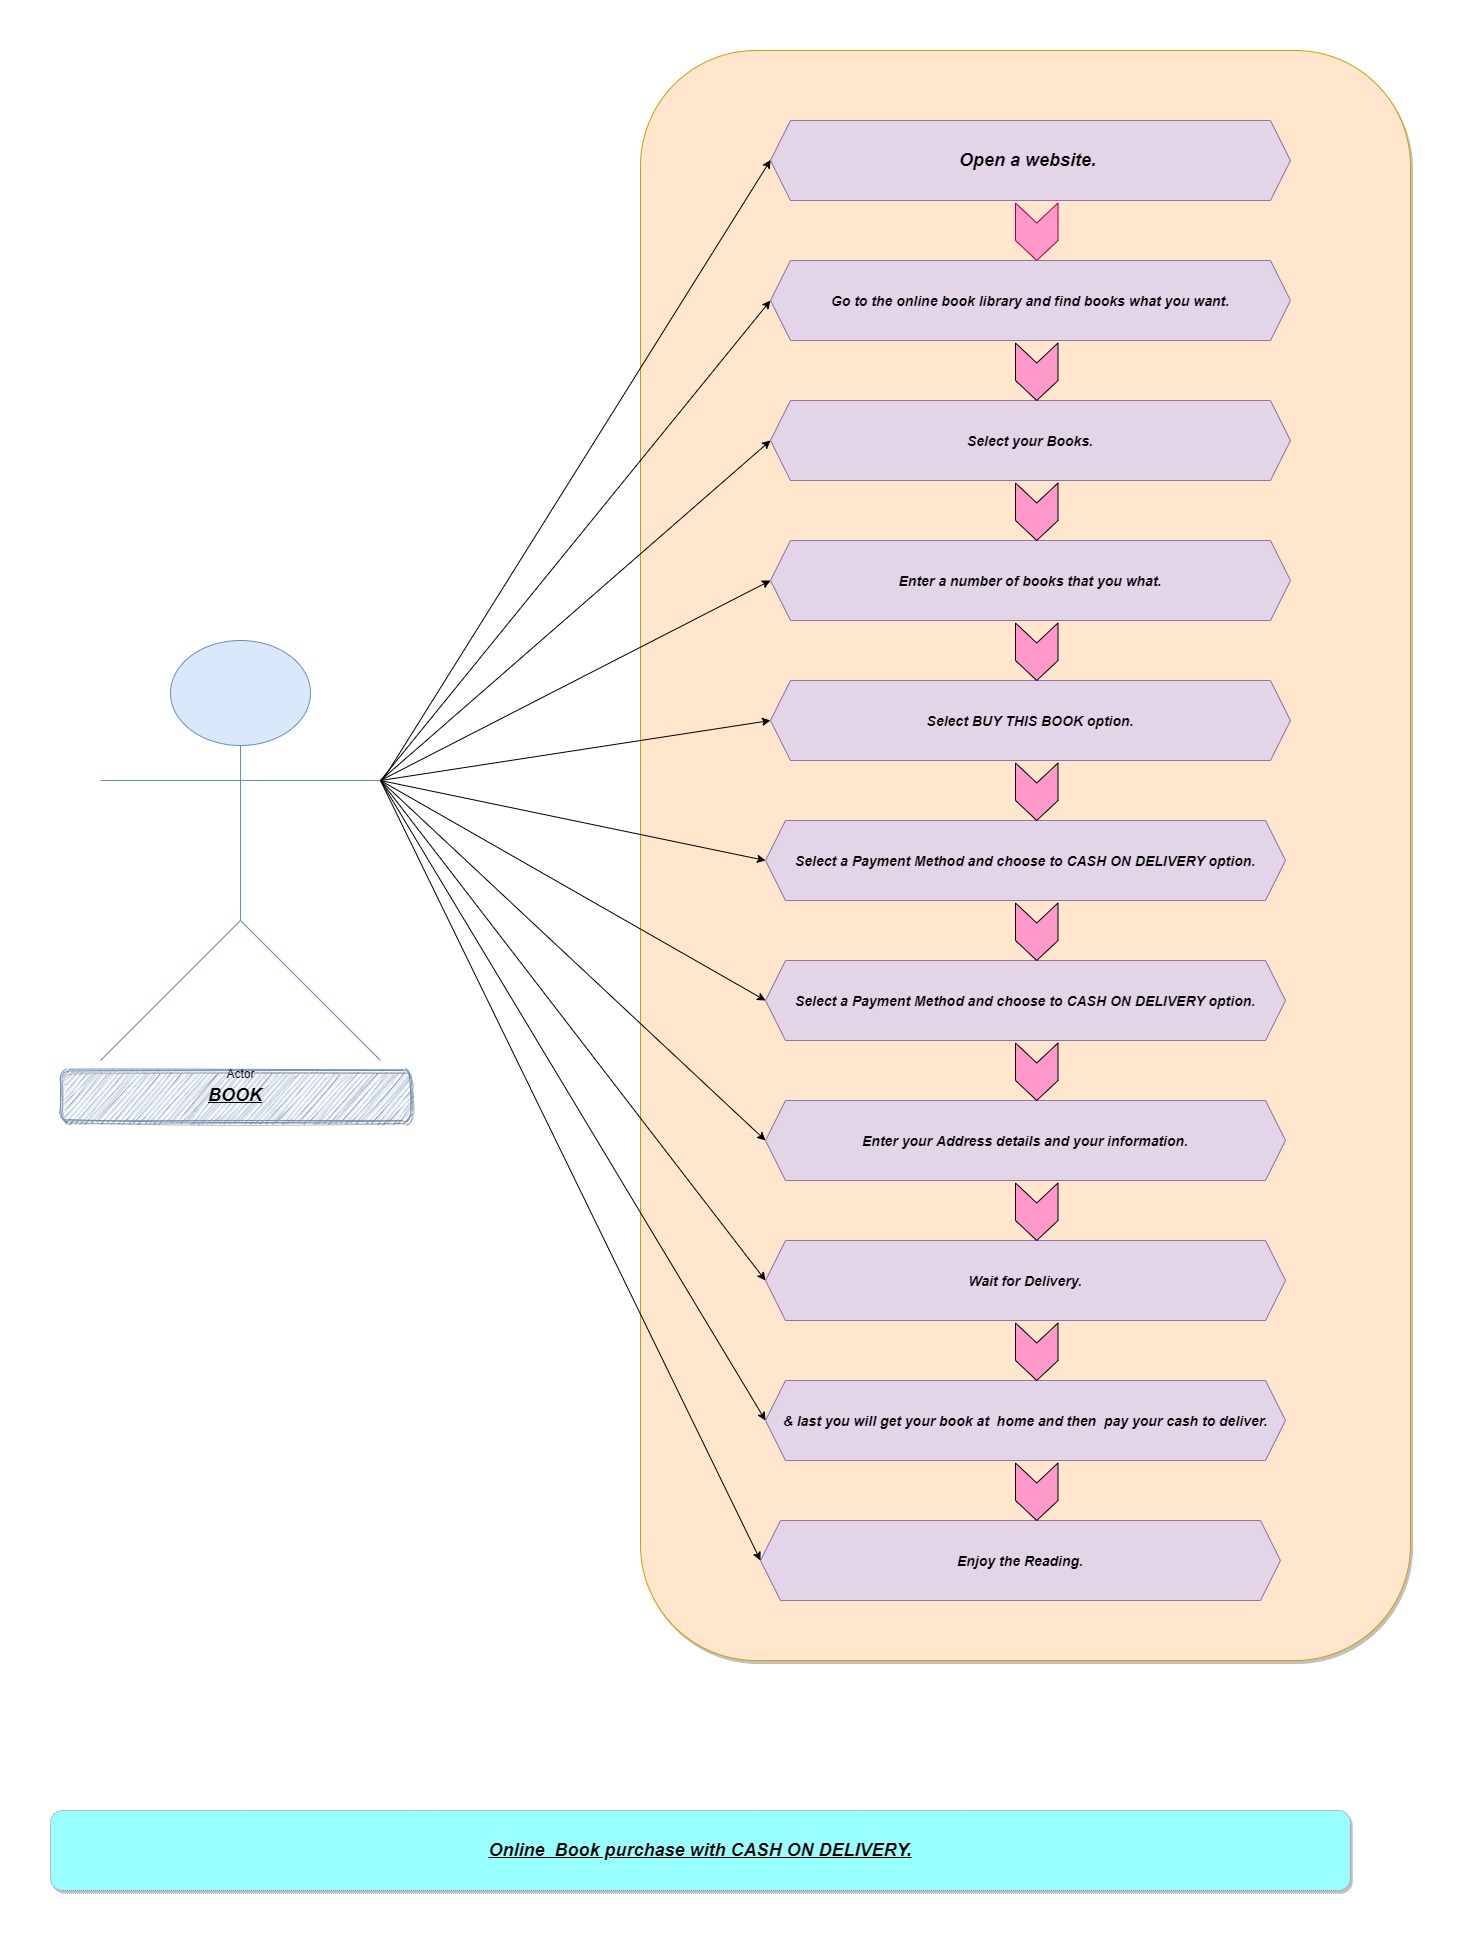 Open a website.
Go to the online book library and find books what you want.
Select your Books.
Enter a number of books that you what.
Select BUY THIS BOOK option.
Select a Payment Method and choose to CASH ON DELIVERY option.
Select a Payment Method and choose to CASH ON DELIVERY option.
Enter your Address details and your information.
Wait for Delivery.
& last you will get your book at  home and then  pay your cash to deliver.
Enjoy the Reading.
Actor
BOOK
Online  Book purchase with CASH ON DELIVERY.